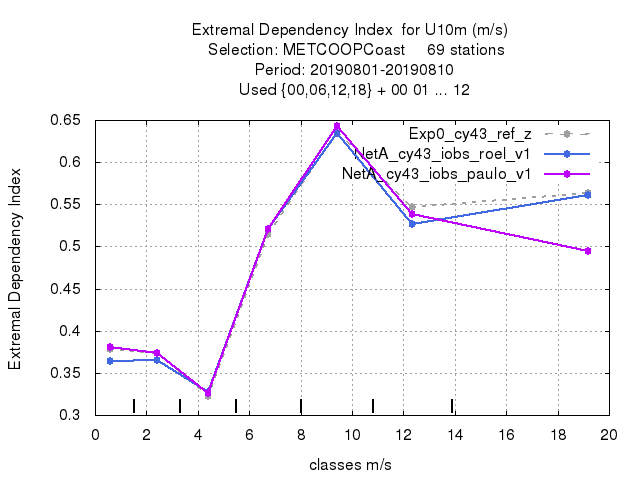 Extremal Dependency Index for U10m (m/s)
Selection: METCOOPCoast 69 stations
Period: 20190801-20190810
Used {00,06,12,18} + 00 01 ... 12
Exp0_cy43_ref_z
NetA_cy43_iobs_roel_v1
NetA_cy43_iobs_paulo_v1
Extremal Dependency Index
0.65
0.6
0.55
0.5
0.45
0.4
0.35
0.3
0 2 4 6 8 10 12 14 16 18 20
classes m/s